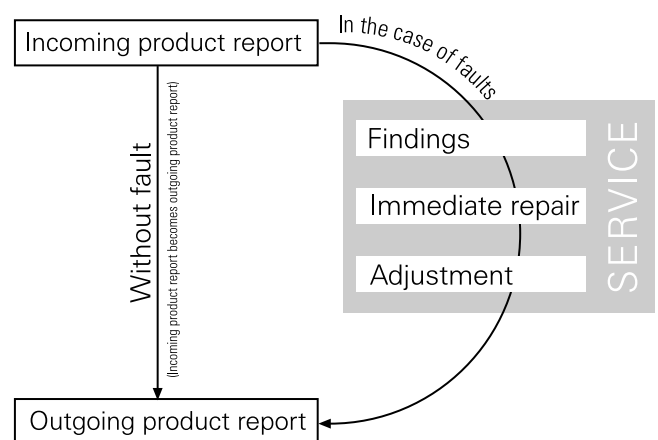 Incoming product report
In the case of faults
Without fault
(Incoming product report becomes outgoing product report)
Findings
Immediate repair
Adjustment
SERVICE
Outgoing product report